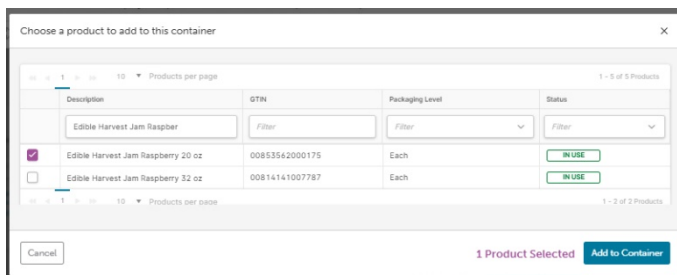 Choose a product to add to this container
1 10 Products per page 1 - 5 of 5 Products
Description GTIN Packaging Level Status
Edible Harvest Jam Raspber Filter Filter Filter
Edible Harvest Jam Raspberry 20 oz 00853562000175 Each IN USE
Edible Harvest Jam Raspberry 32 oz 00814141007787 Each IN USE
1 10 Products per page 1 - 2 of 2 Products
Cancel 1 Product Selected Add to Container